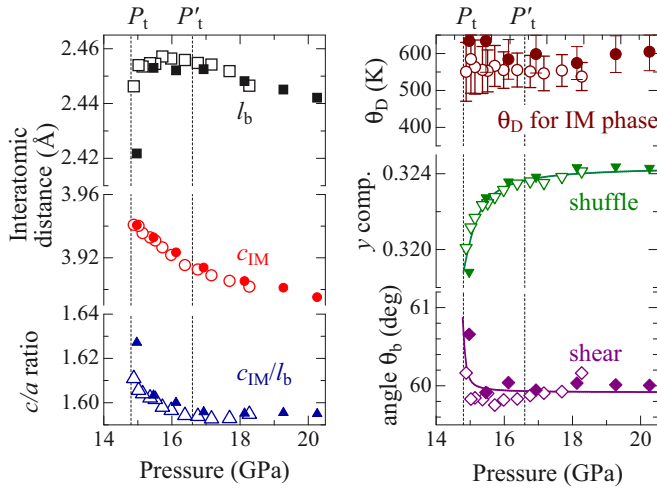 Pt P't
2.46
2.44
2.42
lb
3.96
3.92
cIM
1.64
1.62
1.60
cIM/lb
14 16 18 20
Pressure (GPa)
Interatomic
distance (Å)
c/a ratio
Pt P't
600
500
400
θD for IM phase
0.324
0.320
shuffle
61
60
shear
14 16 18 20
Pressure (GPa)
θD
(K)
y comp.
angle θb (deg)